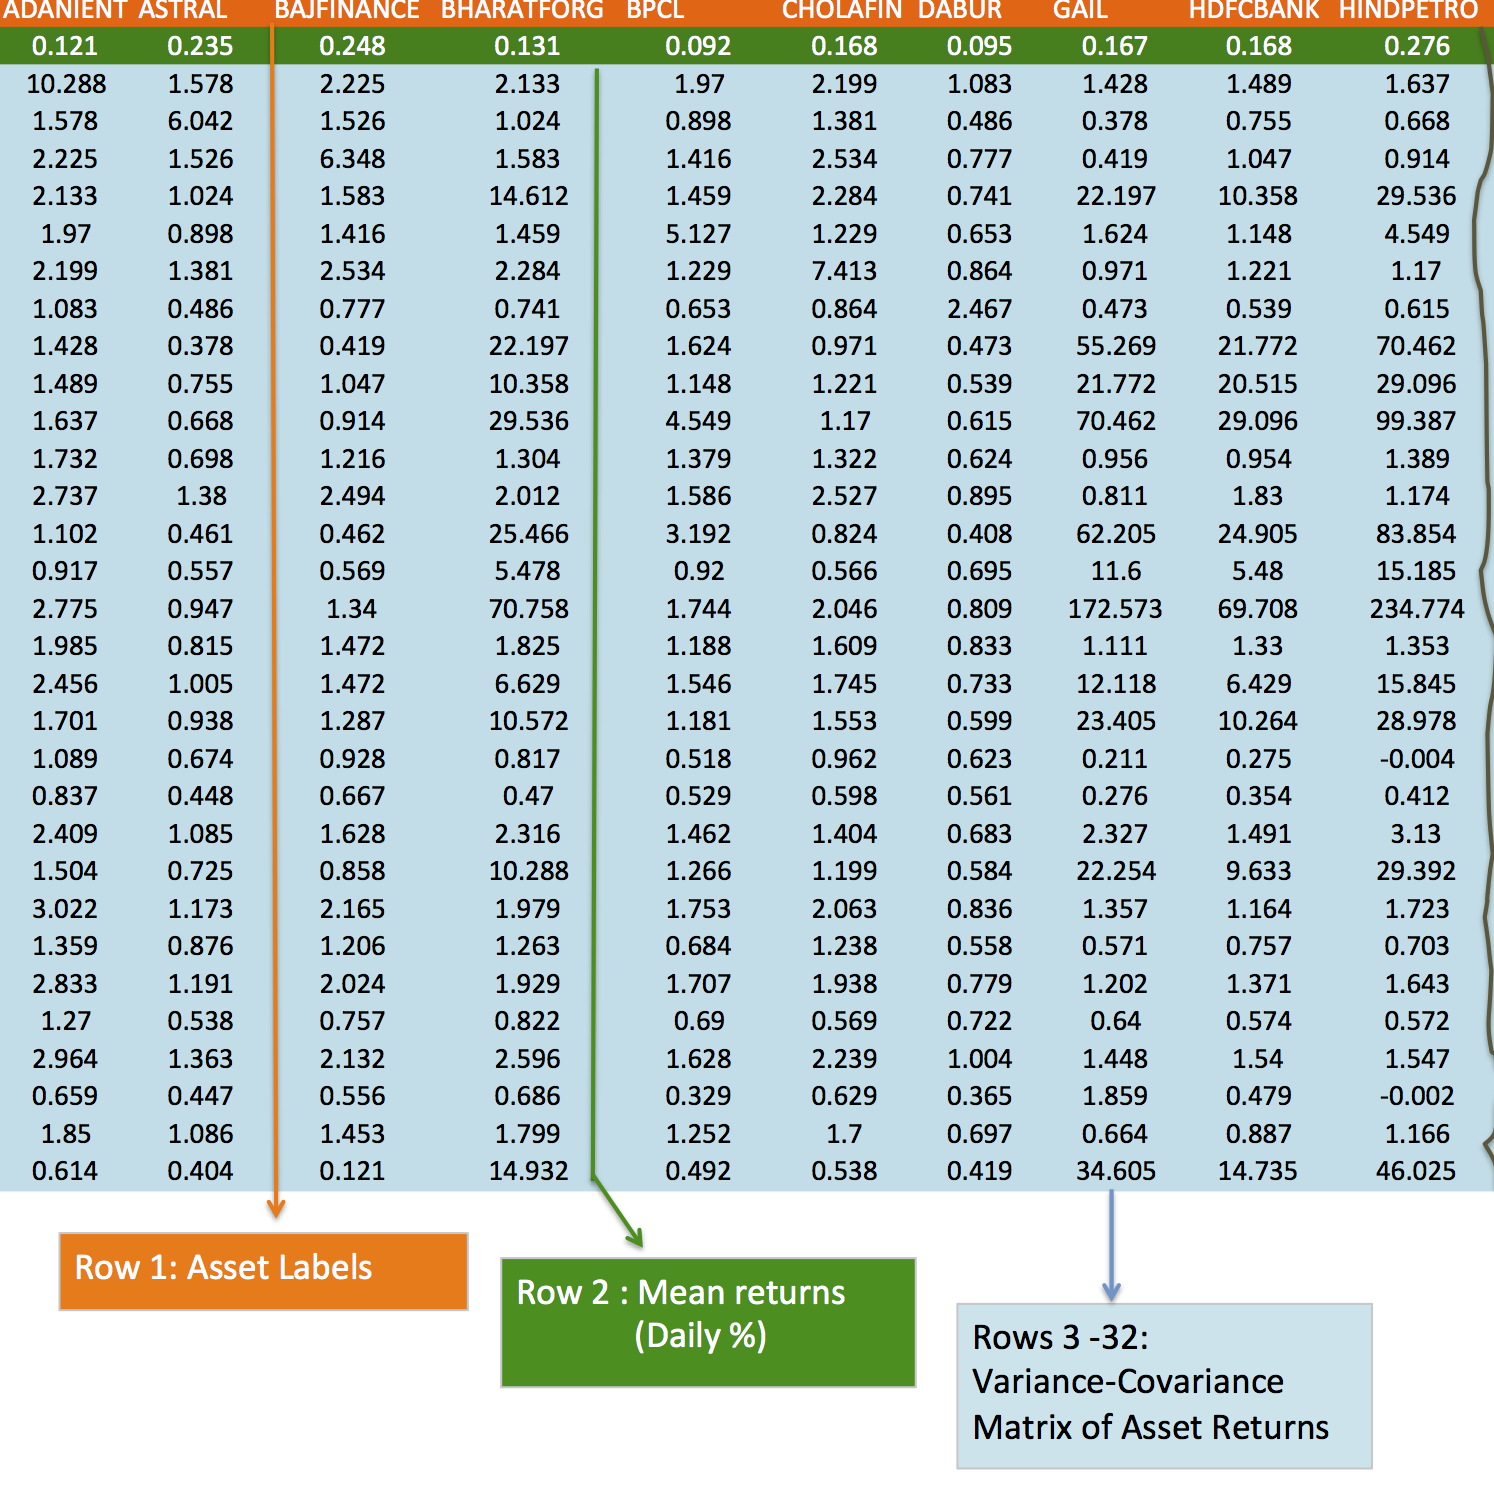 ADANIENT ASTRAL BAJFINANCE BHARATFORG BPCL CHOLAFIN DABUR GAIL HDFCBANK HINDPETRO
0.121 0.235 0.248 0.131 0.092 0.168 0.095 0.167 0.168 0.276
10.288 1.578 2.225 2.133 1.97 2.199 1.083 1.428 1.489 1.637
1.578 6.042 1.526 1.024 0.898 1.381 0.486 0.378 0.755 0.668
2.225 1.526 6.348 1.583 1.416 2.534 0.777 0.419 1.047 0.914
2.133 1.024 1.583 14.612 1.459 2.284 0.741 22.197 10.358 29.536
1.97 0.898 1.416 1.459 5.127 1.229 0.653 1.624 1.148 4.549
2.199 1.381 2.534 2.284 1.229 7.413 0.864 0.971 1.221 1.17
1.083 0.486 0.777 0.741 0.653 0.864 2.467 0.473 0.539 0.615
1.428 0.378 0.419 22.197 1.624 0.971 0.473 55.269 21.772 70.462
1.489 0.755 1.047 10.358 1.148 1.221 0.539 21.772 20.515 29.096
1.637 0.668 0.914 29.536 4.549 1.17 0.615 70.462 29.096 99.387
1.732 0.698 1.216 1.304 1.379 1.322 0.624 0.956 0.954 1.389
2.737 1.38 2.494 2.012 1.586 2.527 0.895 0.811 1.83 1.174
1.102 0.461 0.462 25.466 3.192 0.824 0.408 62.205 24.905 83.854
0.917 0.557 0.569 5.478 0.92 0.566 0.695 11.6 5.48 15.185
2.775 0.947 1.34 70.758 1.744 2.046 0.809 172.573 69.708 234.774
1.985 0.815 1.472 1.825 1.188 1.609 0.833 1.111 1.33 1.353
2.456 1.005 1.472 6.629 1.546 1.745 0.733 12.118 6.429 15.845
1.701 0.938 1.287 10.572 1.181 1.553 0.599 23.405 10.264 28.978
1.089 0.674 0.928 0.817 0.518 0.962 0.623 0.211 0.275 -0.004
0.837 0.448 0.667 0.47 0.529 0.598 0.561 0.276 0.354 0.412
2.409 1.085 1.628 2.316 1.462 1.404 0.683 2.327 1.491 3.13
1.504 0.725 0.858 10.288 1.266 1.199 0.584 22.254 9.633 29.392
3.022 1.173 2.165 1.979 1.753 2.063 0.836 1.357 1.164 1.723
1.359 0.876 1.206 1.263 0.684 1.238 0.558 0.571 0.757 0.703
2.833 1.191 2.024 1.929 1.707 1.938 0.779 1.202 1.371 1.643
1.27 0.538 0.757 0.822 0.69 0.569 0.722 0.64 0.574 0.572
2.964 1.363 2.132 2.596 1.628 2.239 1.004 1.448 1.54 1.547
0.659 0.447 0.556 0.686 0.329 0.629 0.365 1.859 0.479 -0.002
1.85 1.086 1.453 1.799 1.252 1.7 0.697 0.664 0.887 1.166
0.614 0.404 0.121 14.932 0.492 0.538 0.419 34.605 14.735 46.025
Row 1: Asset Labels
Row 2 : Mean returns
(Daily %)
Rows 3 -32:
Variance-Covariance
Matrix of Asset Returns